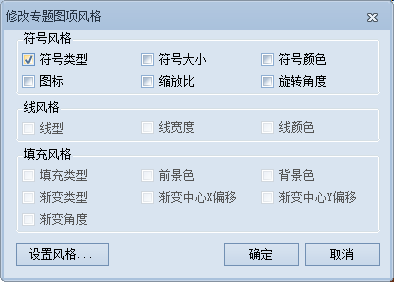 修改专题图项风格
符号风格
符号类型 符号大小 符号颜色
图标 缩放比 旋转角度
线风格
线型 线宽度 线颜色
填充风格
填充类型 前景色 背景色
渐变类型 渐变中心X偏移 渐变中心Y偏移
渐变角度
设置风格... 确定 取消